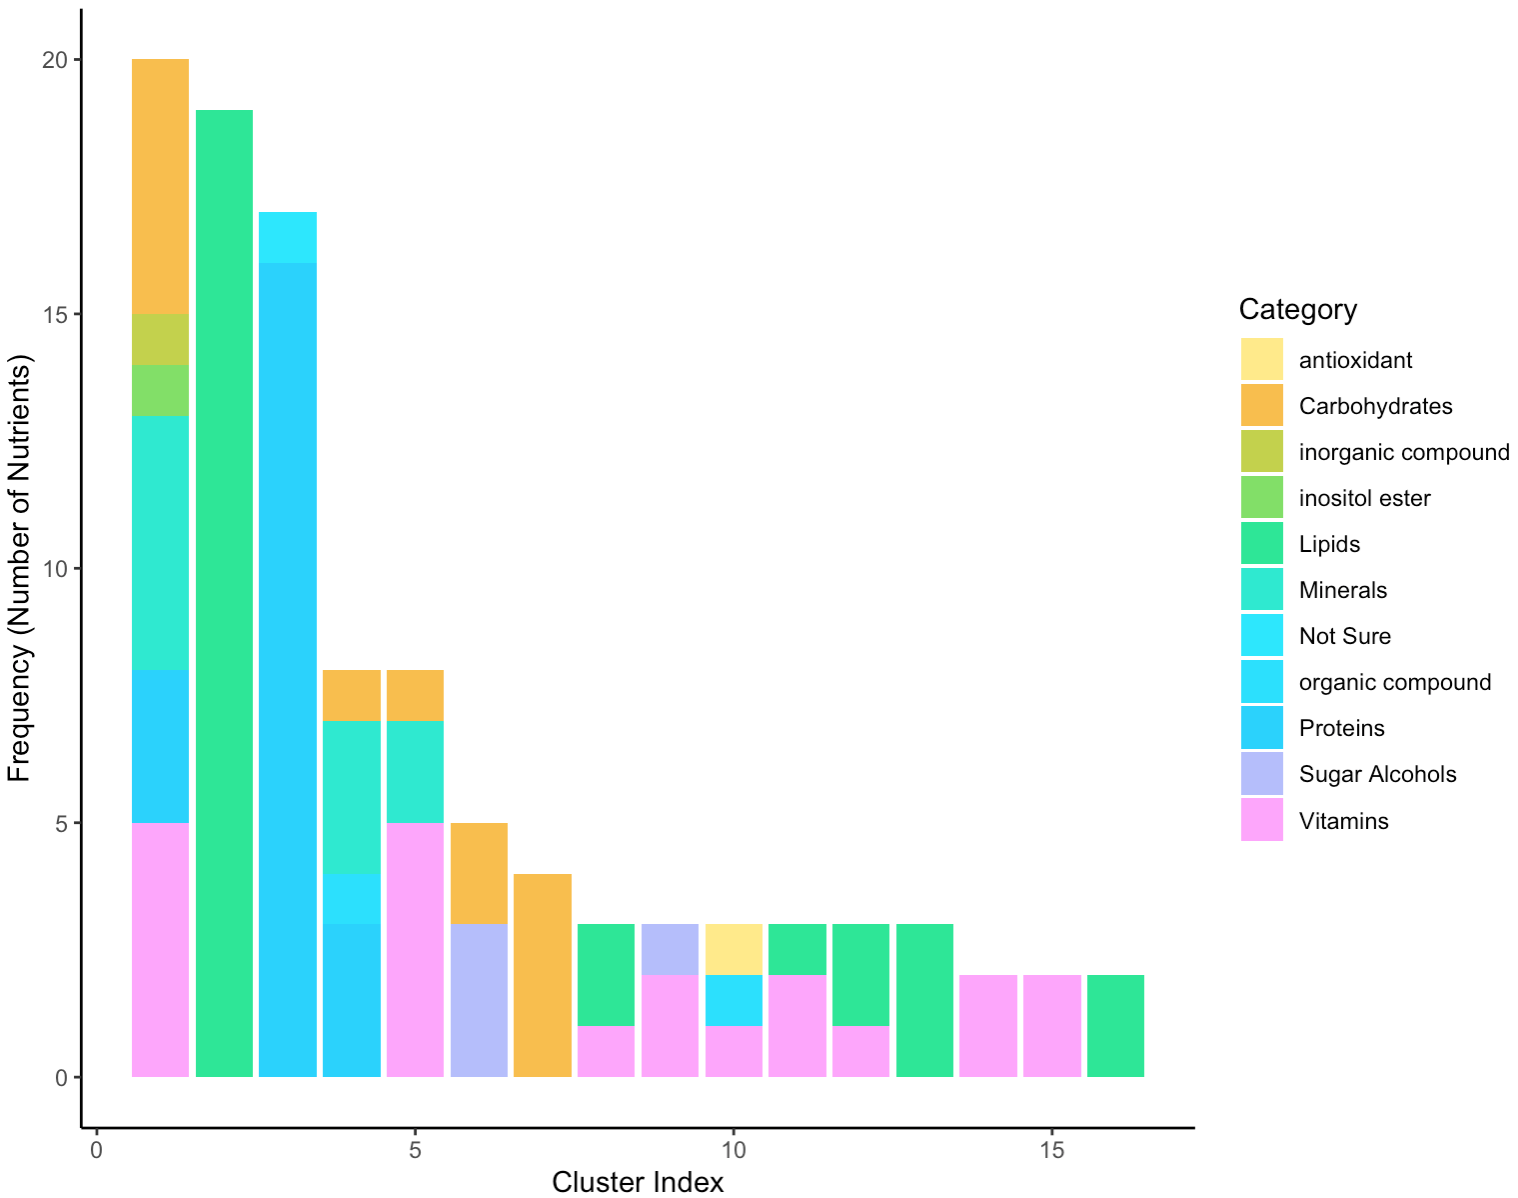 20
15
10
5
0
Frequency (Number of Nutrients)
0
5
10
15
Cluster Index
Category
antioxidant
Carbohydrates
inorganic compound
inositol ester
Lipids
Minerals
Not Sure
organic compound
Proteins
Sugar Alcohols
Vitamins